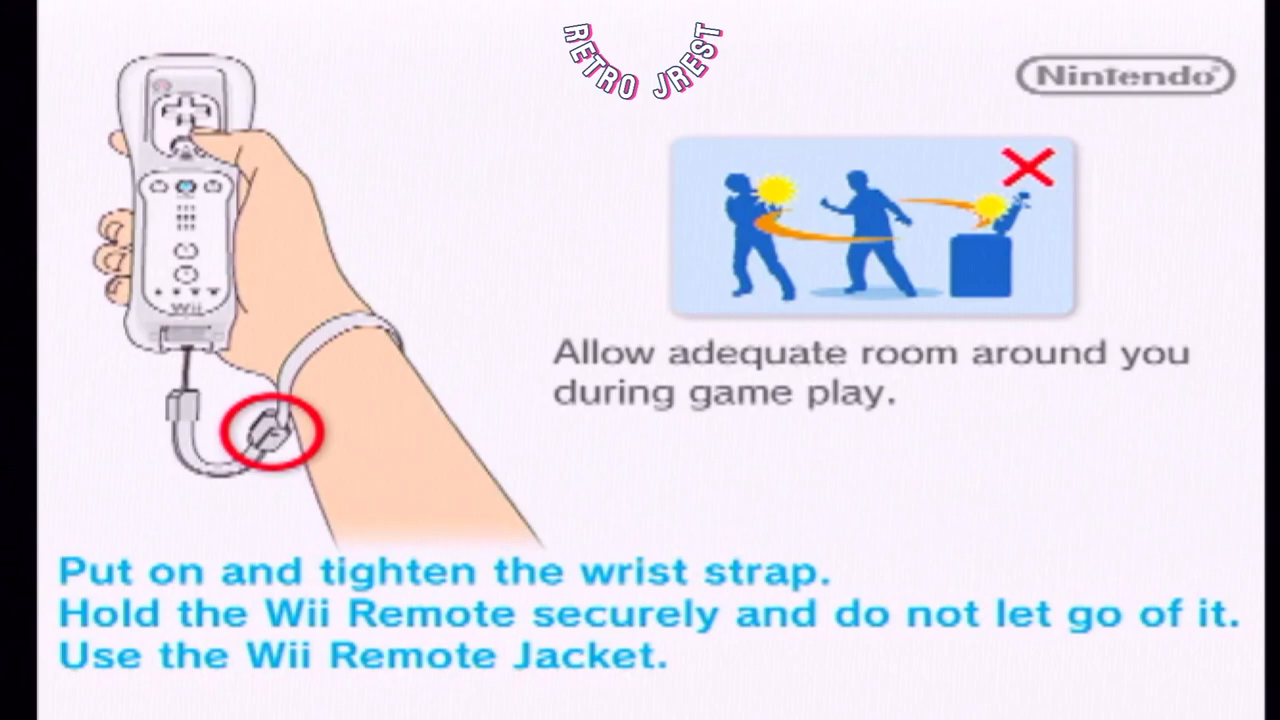 RETRO JREST
Nintendo®
Wii
Allow adequate room around you
during game play.
Put on and tighten the wrist strap.
Hold the Wii Remote securely and do not let go of it.
Use the Wii Remote Jacket.